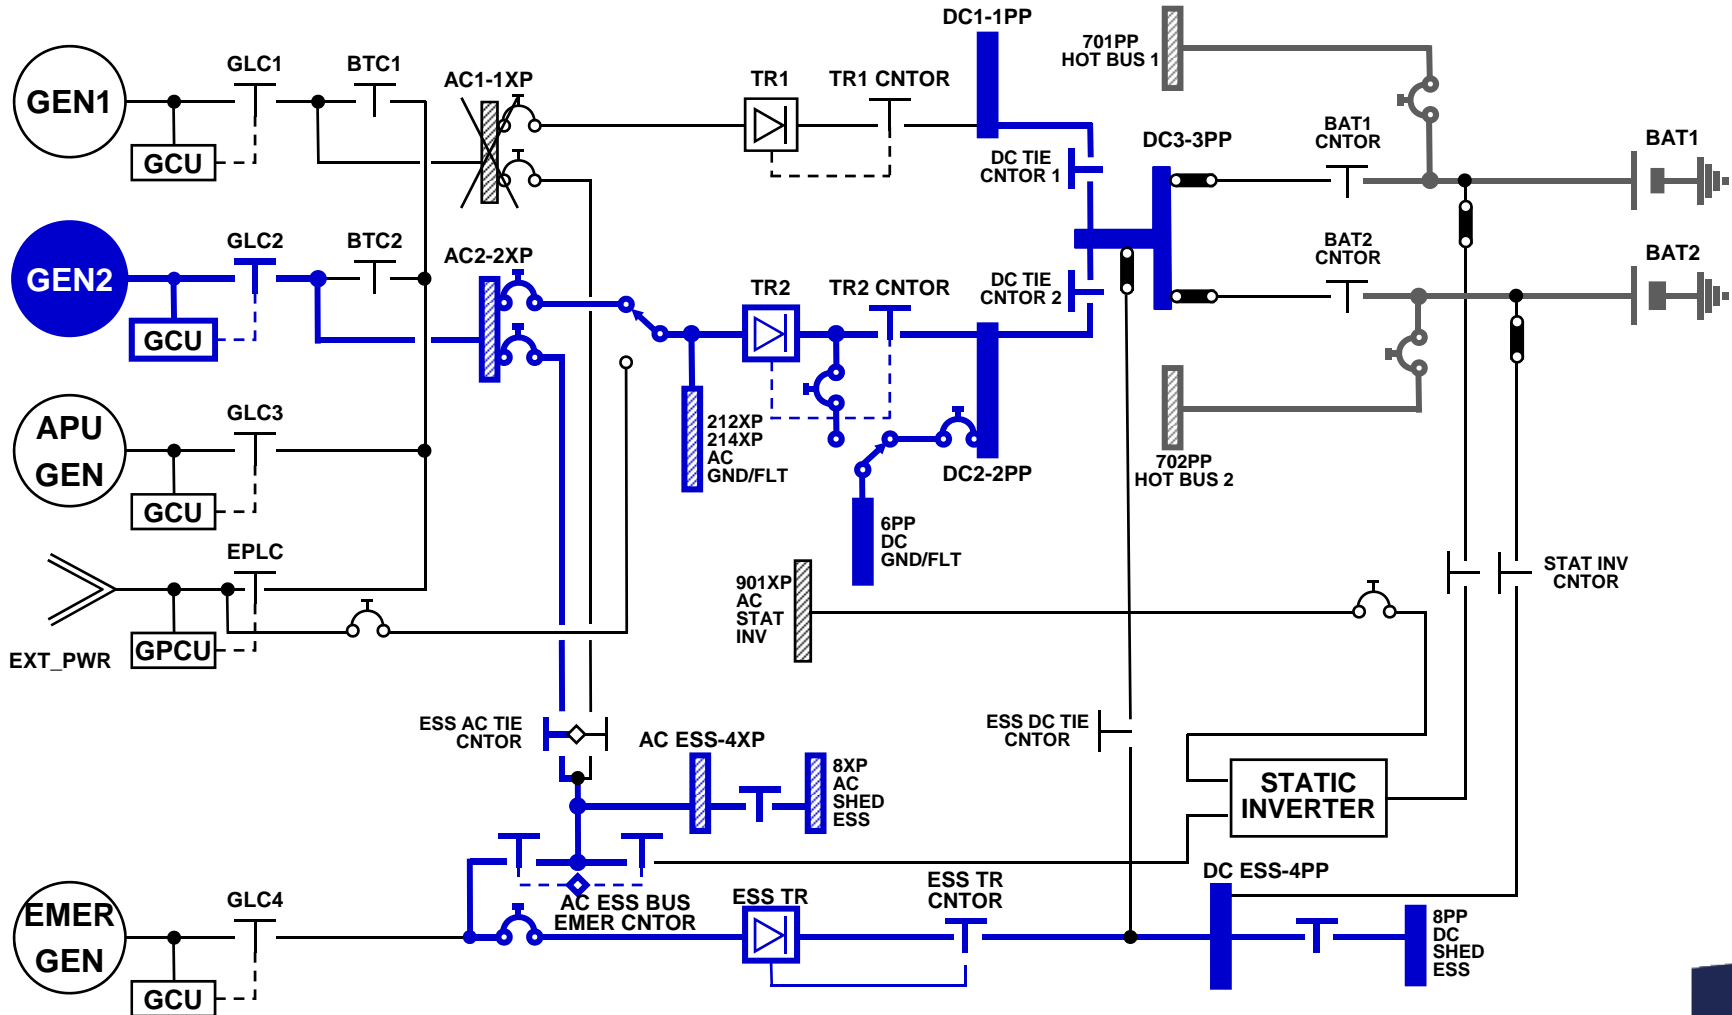 DC1-1PP
701PP
HOT BUS 1
GLC1
BTC1
AC1-1XP
TR1
TR1 CNTOR
GEN1
GCU
DC TIE
CNTOR 1
DC3-3PP
BAT1
CNTOR
BAT1
GLC2
BTC2
AC2-2XP
GEN2
GCU
TR2
TR2 CNTOR
DC TIE
CNTOR 2
BAT2
CNTOR
BAT2
APU
GEN
GLC3
GCU
212XP
214XP
AC
GND/FLT
DC2-2PP
702PP
HOT BUS 2
6PP
DC
GND/FLT
EPLC
EXT_PWR
GPCU
901XP
AC
STAT
INV
STAT INV
CNTOR
ESS AC TIE
CNTOR
AC ESS-4XP
8XP
AC
SHED
ESS
ESS DC TIE
CNTOR
STATIC
INVERTER
EMER
GEN
GLC4
GCU
AC ESS BUS
EMER CNTOR
ESS TR
ESS TR
CNTOR
DC ESS-4PP
8PP
DC
SHED
ESS